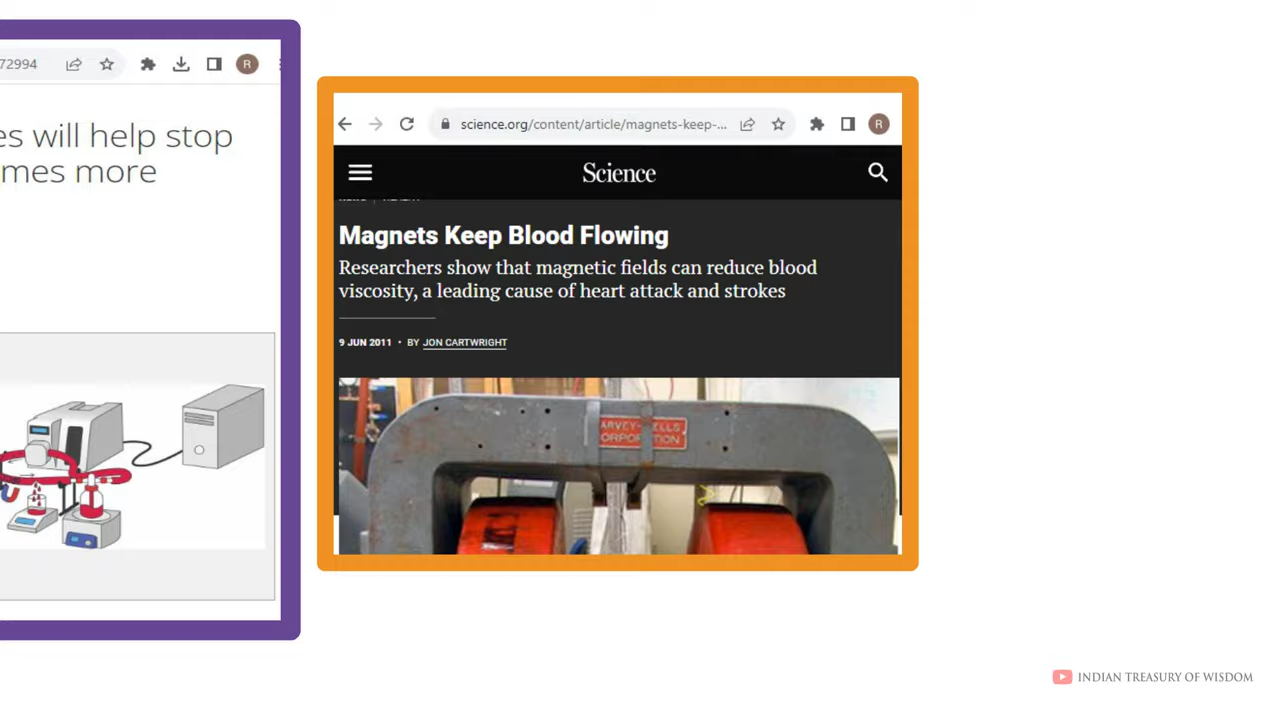 72994
R
es will help stop
mes more
science.org/content/article/magnets-keep-...
R
Science
Magnets Keep Blood Flowing
Researchers show that magnetic fields can reduce blood
viscosity, a leading cause of heart attack and strokes
9 JUN 2011 • BY JON CARTWRIGHT
ARVEY-WELLS
ORPORATION
INDIAN TREASURY OF WISDOM